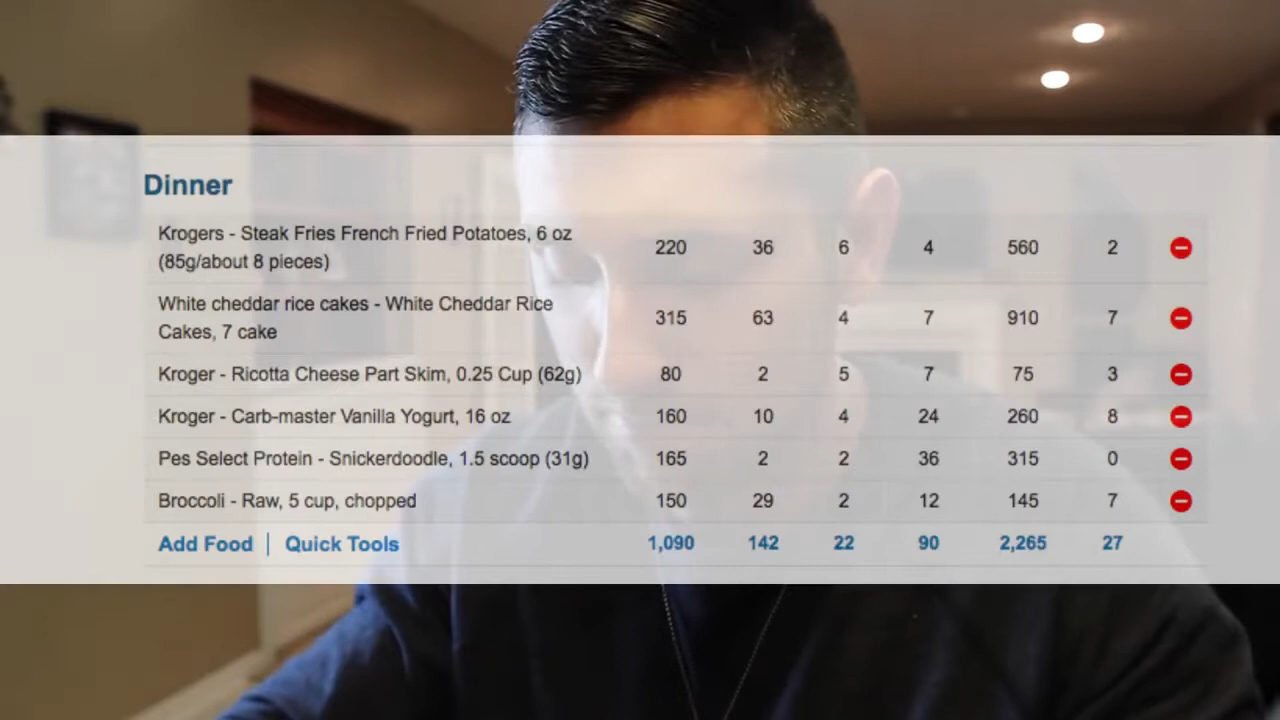 Dinner
Krogers - Steak Fries French Fried Potatoes, 6 oz
(85g/about 8 pieces) 220 36 6 4 560 2
White cheddar rice cakes - White Cheddar Rice
Cakes, 7 cake 315 63 4 7 910 7
Kroger - Ricotta Cheese Part Skim, 0.25 Cup (62g) 80 2 5 7 75 3
Kroger - Carb-master Vanilla Yogurt, 16 oz 160 10 4 24 260 8
Pes Select Protein - Snickerdoodle, 1.5 scoop (31g) 165 2 2 36 315 0
Broccoli - Raw, 5 cup, chopped 150 29 2 12 145 7
Add Food | Quick Tools 1,090 142 22 90 2,265 27